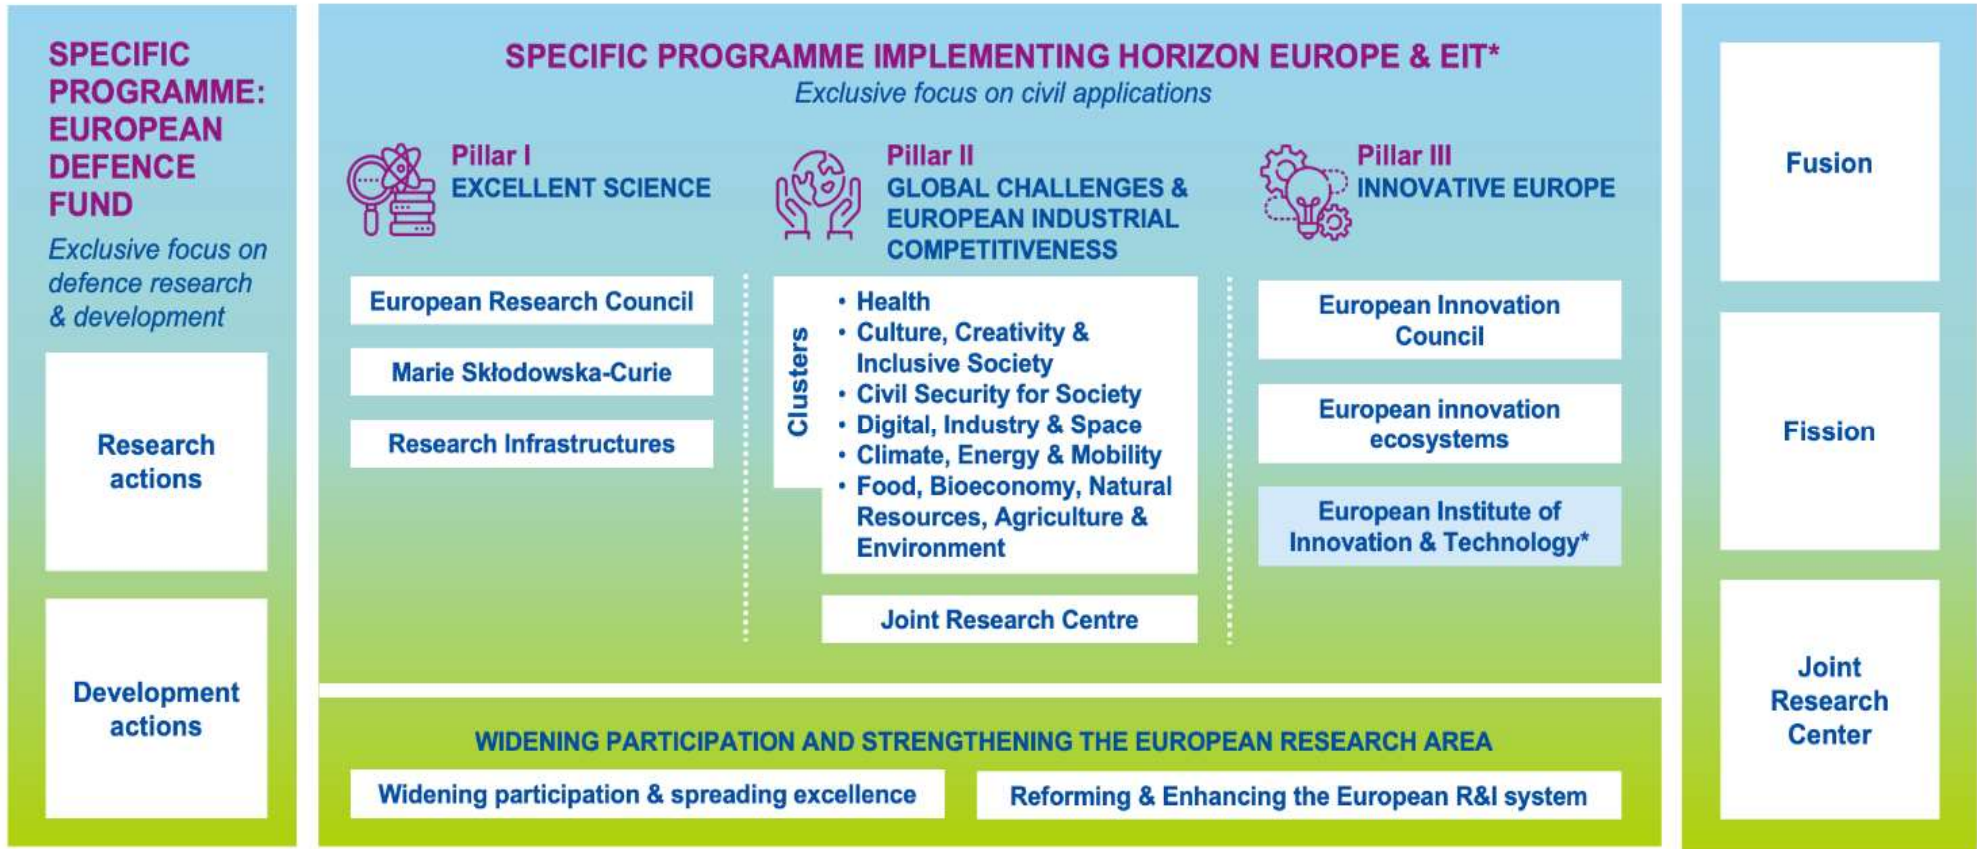 SPECIFIC
PROGRAMME:
EUROPEAN
DEFENCE
FUND
Exclusive focus on
defence research
& development
Research
actions
Development
actions
SPECIFIC PROGRAMME IMPLEMENTING HORIZON EUROPE & EIT*
Exclusive focus on civil applications
Pillar I
EXCELLENT SCIENCE
European Research Council
Marie Skłodowska-Curie
Research Infrastructures
Pillar II
GLOBAL CHALLENGES &
EUROPEAN INDUSTRIAL
COMPETITIVENESS
Clusters
• Health
• Culture, Creativity &
Inclusive Society
• Civil Security for Society
• Digital, Industry & Space
• Climate, Energy & Mobility
• Food, Bioeconomy, Natural
Resources, Agriculture &
Environment
Joint Research Centre
Pillar III
INNOVATIVE EUROPE
European Innovation
Council
European innovation
ecosystems
European Institute of
Innovation & Technology*
WIDENING PARTICIPATION AND STRENGTHENING THE EUROPEAN RESEARCH AREA
Widening participation & spreading excellence
Reforming & Enhancing the European R&I system
Fusion
Fission
Joint
Research
Center